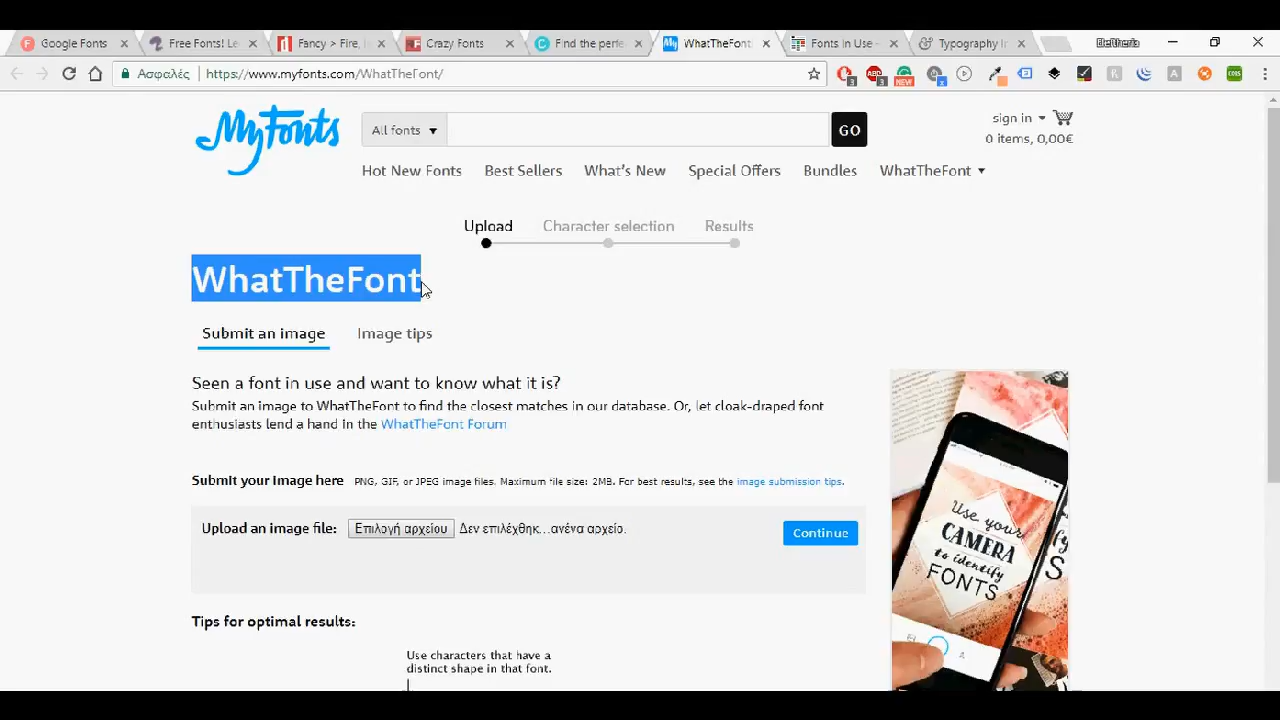 Google Fonts
Free Fonts! Le
Fancy > Fire, I
Crazy Fonts
Find the perfe
WhatTheFont
Fonts In Use -
Typography In
Ασφαλές
https://www.myfonts.com/WhatTheFont/
MyFonts
All fonts
GO
sign in
0 items, 0,00€
Hot New Fonts
Best Sellers
What's New
Special Offers
Bundles
WhatTheFont
Upload
Character selection
Results
WhatTheFont
Submit an image
Image tips
Seen a font in use and want to know what it is?
Submit an image to WhatTheFont to find the closest matches in our database. Or, let cloak-draped font
enthusiasts lend a hand in the WhatTheFont Forum
Submit your image here PNG, GIF, or JPEG image files. Maximum file size: 2MB. For best results, see the image submission tips.
Upload an image file: Επιλογή αρχείου Δεν επιλέχθηκ...ανένα αρχείο.
Continue
Use your
CAMERA
to identify
FONTS
Tips for optimal results:
Use characters that have a
distinct shape in that font.